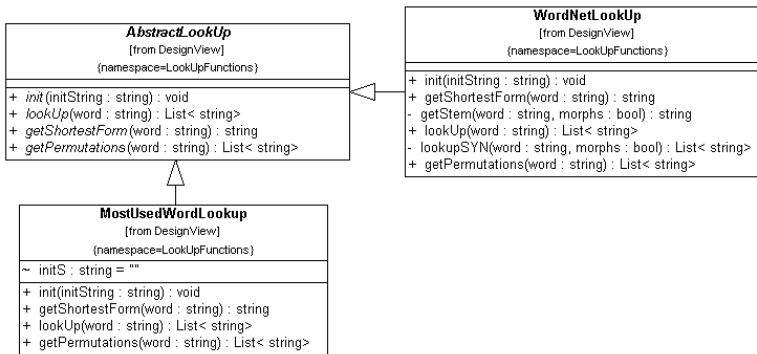 AbstractLookUp
[from DesignView]
{namespace=LookUpFunctions}
+ init(initString : string) : void
+ lookUp(word : string) : List< string>
+ getShortestForm(word : string) : string
+ getPermutations(word : string) : List< string>
WordNetLookUp
[from DesignView]
{namespace=LookUpFunctions}
+ init(initString : string) : void
+ getShortestForm(word : string) : string
- getStem(word : string, morphs : bool) : string
+ lookUp(word : string) : List< string>
- lookupSYN(word : string, morphs : bool) : List< string>
+ getPermutations(word : string) : List< string>
MostUsedWordLookup
[from DesignView]
{namespace=LookUpFunctions}
~ initS : string = ""
+ init(initString : string) : void
+ getShortestForm(word : string) : string
+ lookUp(word : string) : List< string>
+ getPermutations(word : string) : List< string>